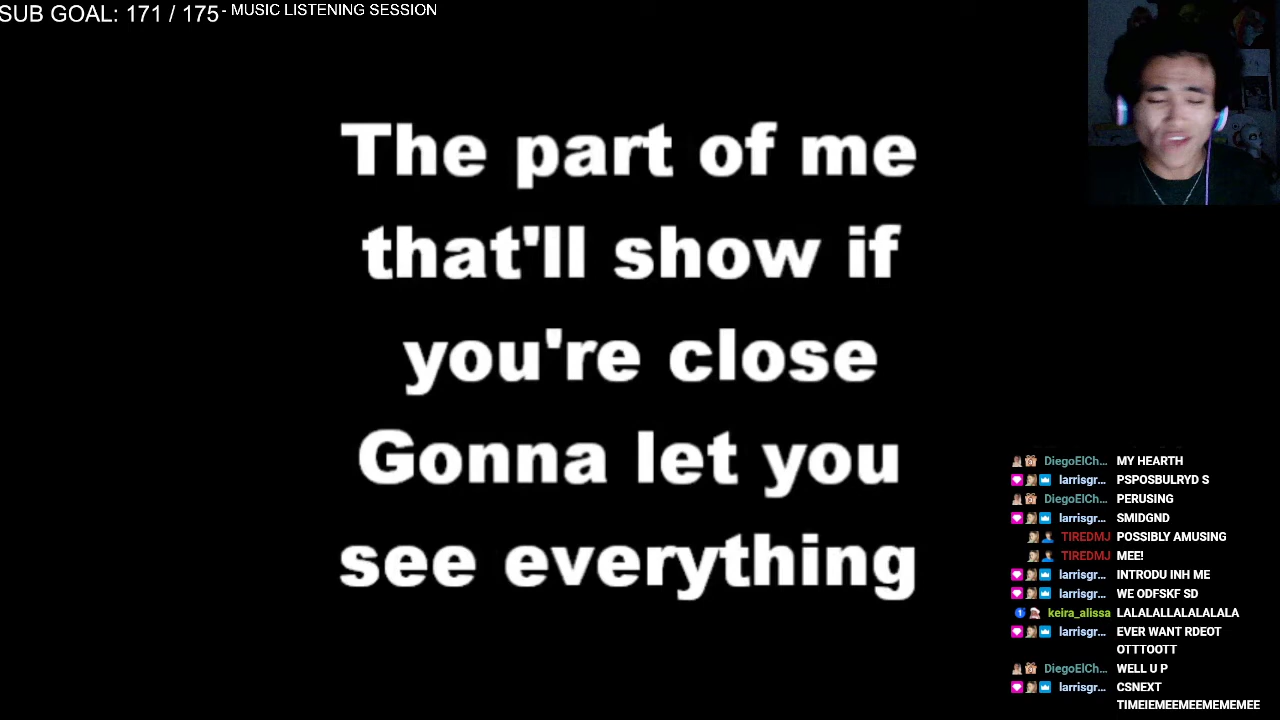 SUB GOAL: 171 / 175 - MUSIC LISTENING SESSION
The part of me
that'll show if
you're close
Gonna let you
see everything
DiegoElCh... MY HEARTH
larrisgr... PSPOSBULRYD S
DiegoElCh... PERUSING
larrisgr... SMIDGND
TIREDMJ POSSIBLY AMUSING
TIREDMJ MEE!
larrisgr... INTRODU INH ME
larrisgr... WE ODFSKF SD
keira_alissa LALALALLALALALALA
larrisgr... EVER WANT RDEOT
OTTTOOTT
DiegoElCh... WELL U P
larrisgr... CSNEXT
TIMEIEMEEMEEMEMEMEE